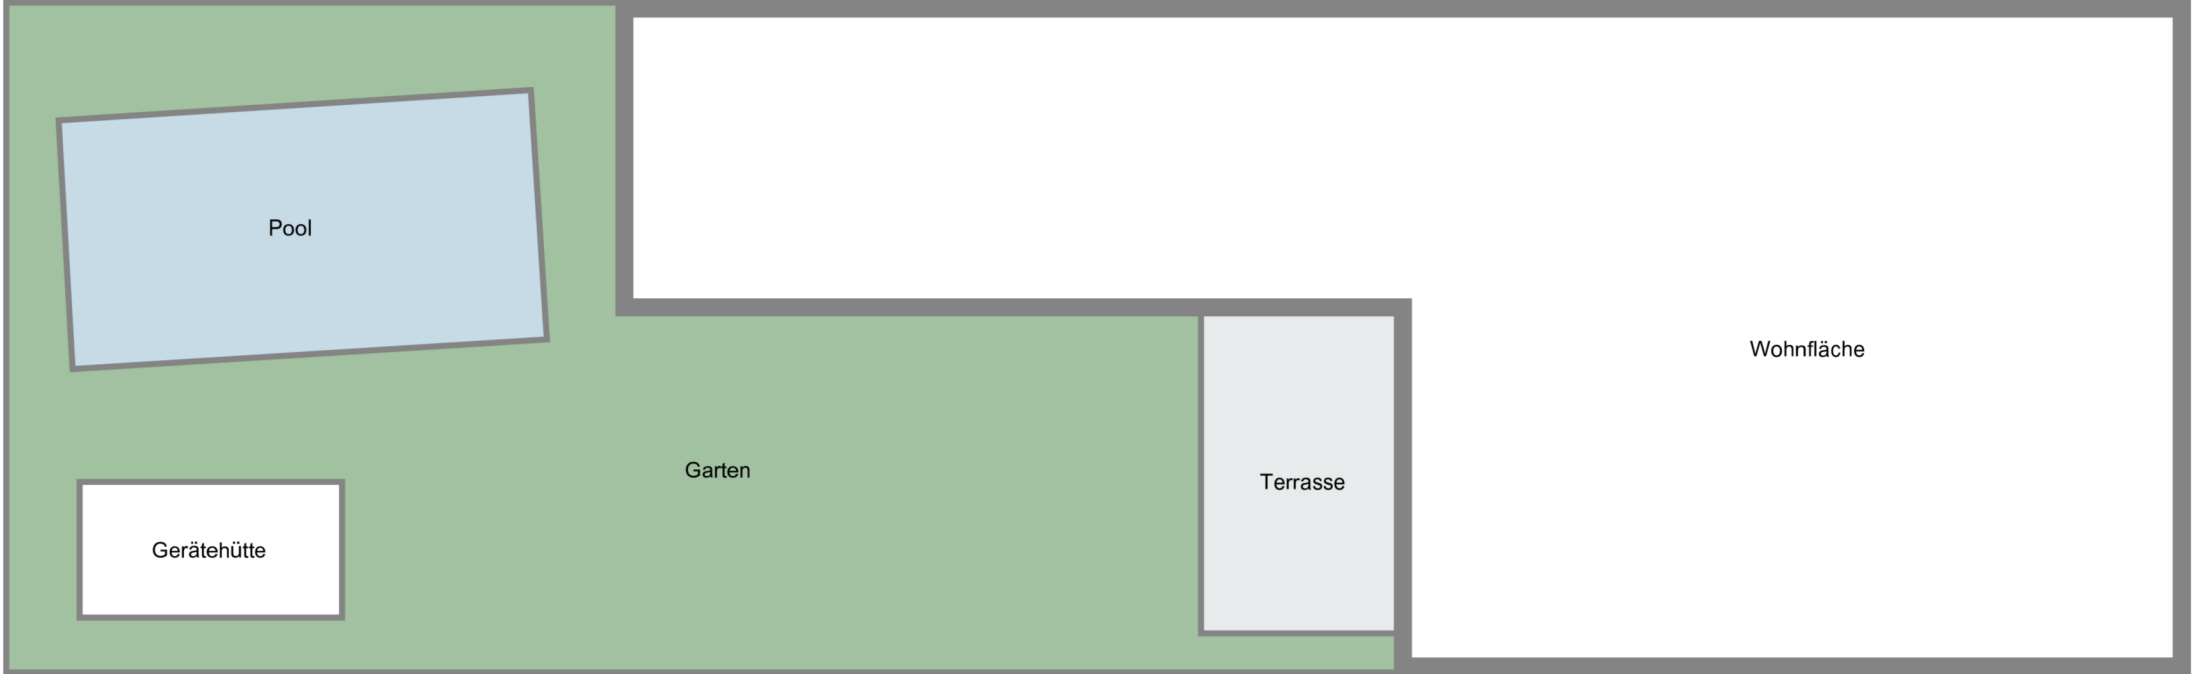 Pool
Wohnfläche
Garten
Terrasse
Gerätehütte